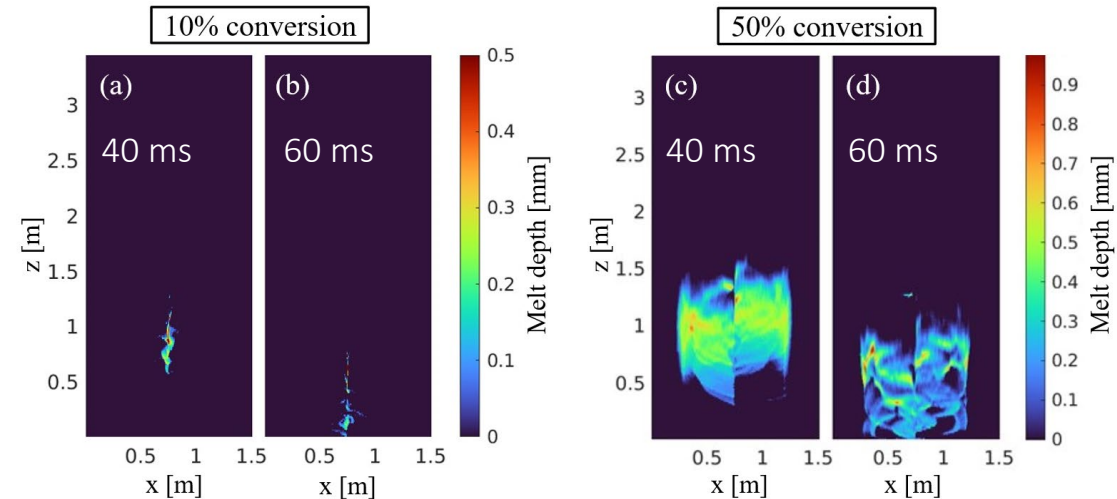 10% conversion
50% conversion
(a)
(b)
40 ms
60 ms
3
2.5
2
1.5
1
0.5
z [m]
0.5 1 1.5
x [m]
0.5 1 1.5
x [m]
0.5
0.4
0.3
0.2
0.1
0
Melt depth [mm]
(c)
(d)
40 ms
60 ms
3
2.5
2
1.5
1
0.5
z [m]
0.5 1 1.5
x [m]
0.5 1 1.5
x [m]
0.9
0.8
0.7
0.6
0.5
0.4
0.3
0.2
0.1
0
Melt depth [mm]